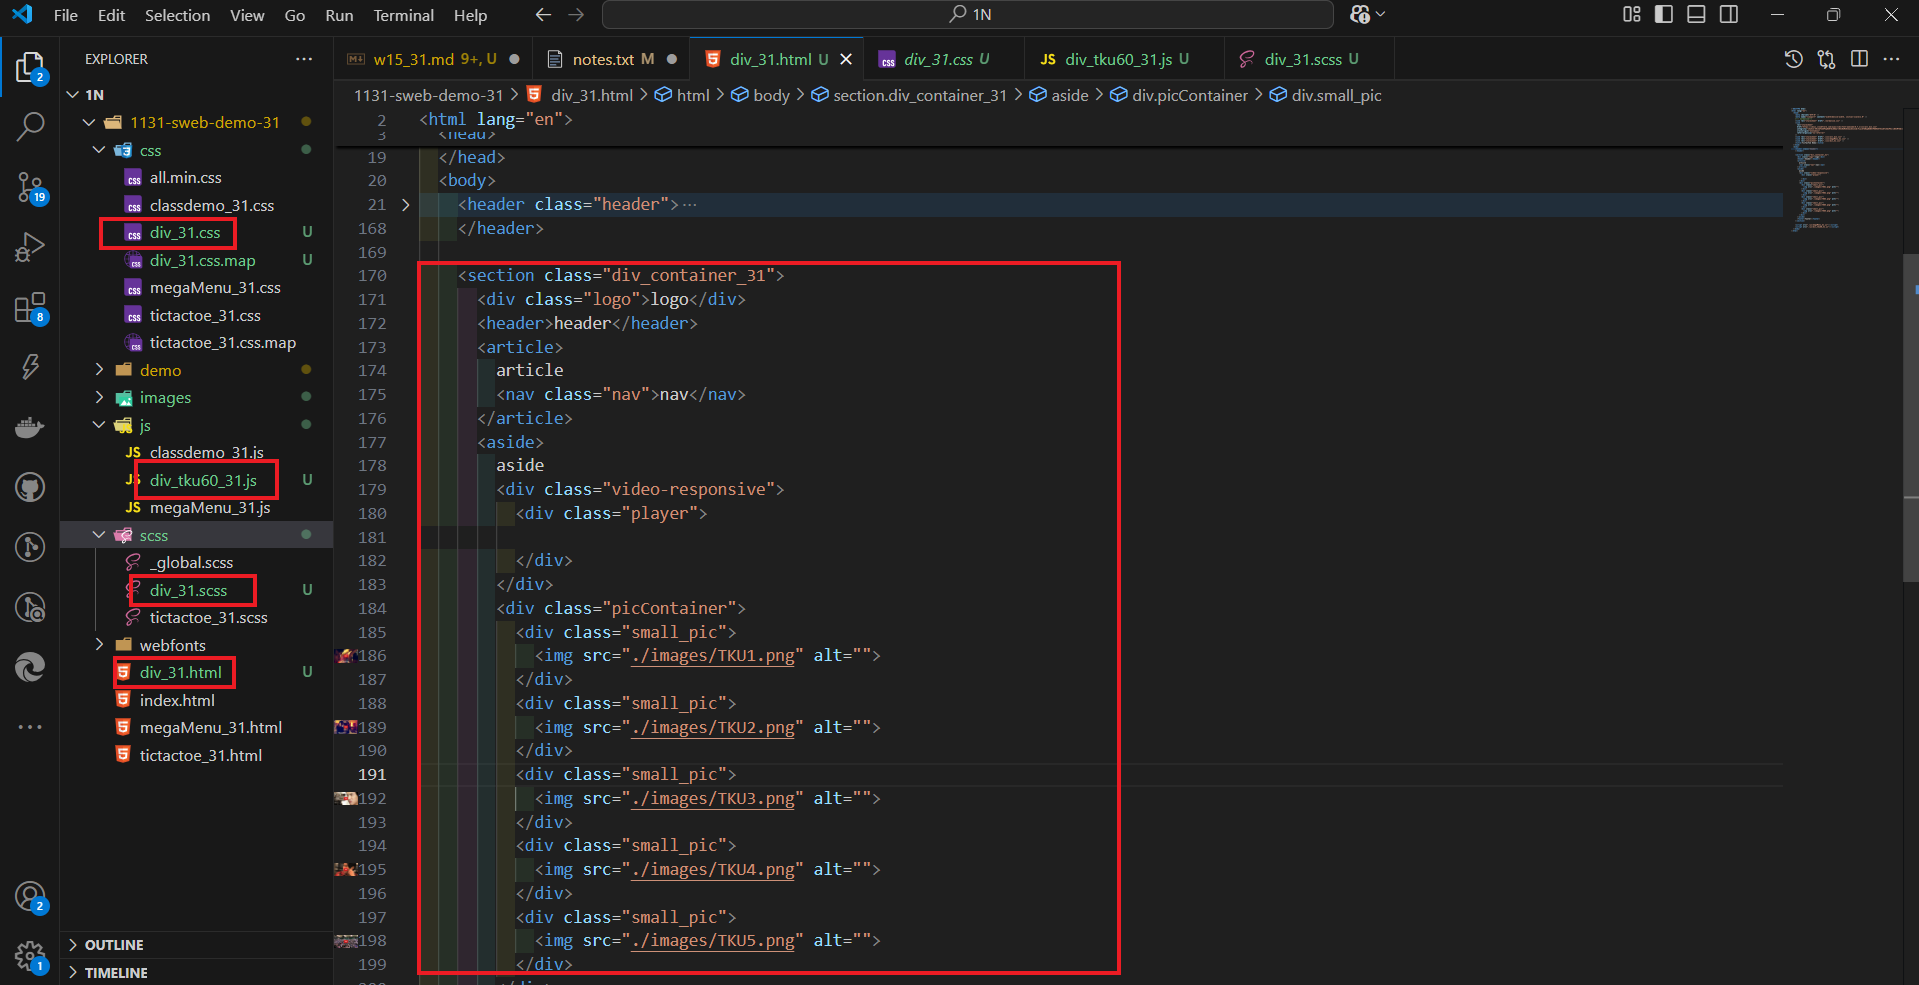 File Edit Selection View Go Run Terminal Help
1N
EXPLORER
w15_31.md 9+, U
notes.txt M
div_31.html U
div_31.css U
JS div_tku60_31.js U
div_31.scss U
1131-sweb-demo-31 > div_31.html > html > body > section.div_container_31 > aside > div.picContainer > div.small_pic
1N
1131-sweb-demo-31
css
all.min.css
classdemo_31.css
div_31.css U
div_31.css.map U
megaMenu_31.css
tictactoe_31.css
tictactoe_31.css.map
demo
images
js
JS classdemo_31.js
JS div_tku60_31.js U
JS megaMenu_31.js
scss
_global.scss
div_31.scss U
tictactoe_31.scss
webfonts
div_31.html U
index.html
megaMenu_31.html
tictactoe_31.html
OUTLINE
TIMELINE
2
19
8
2
1
2 <html lang="en">
3 <head>
19 </head>
20 <body>
21 <header class="header">···
168 </header>
169
170 <section class="div_container_31">
171 <div class="logo">logo</div>
172 <header>header</header>
173 <article>
174 article
175 <nav class="nav">nav</nav>
176 </article>
177 <aside>
178 aside
179 <div class="video-responsive">
180 <div class="player">
181
182 </div>
183 </div>
184 <div class="picContainer">
185 <div class="small_pic">
186 <img src="./images/TKU1.png" alt="">
187 </div>
188 <div class="small_pic">
189 <img src="./images/TKU2.png" alt="">
190 </div>
191 <div class="small_pic">
192 <img src="./images/TKU3.png" alt="">
193 </div>
194 <div class="small_pic">
195 <img src="./images/TKU4.png" alt="">
196 </div>
197 <div class="small_pic">
198 <img src="./images/TKU5.png" alt="">
199 </div>